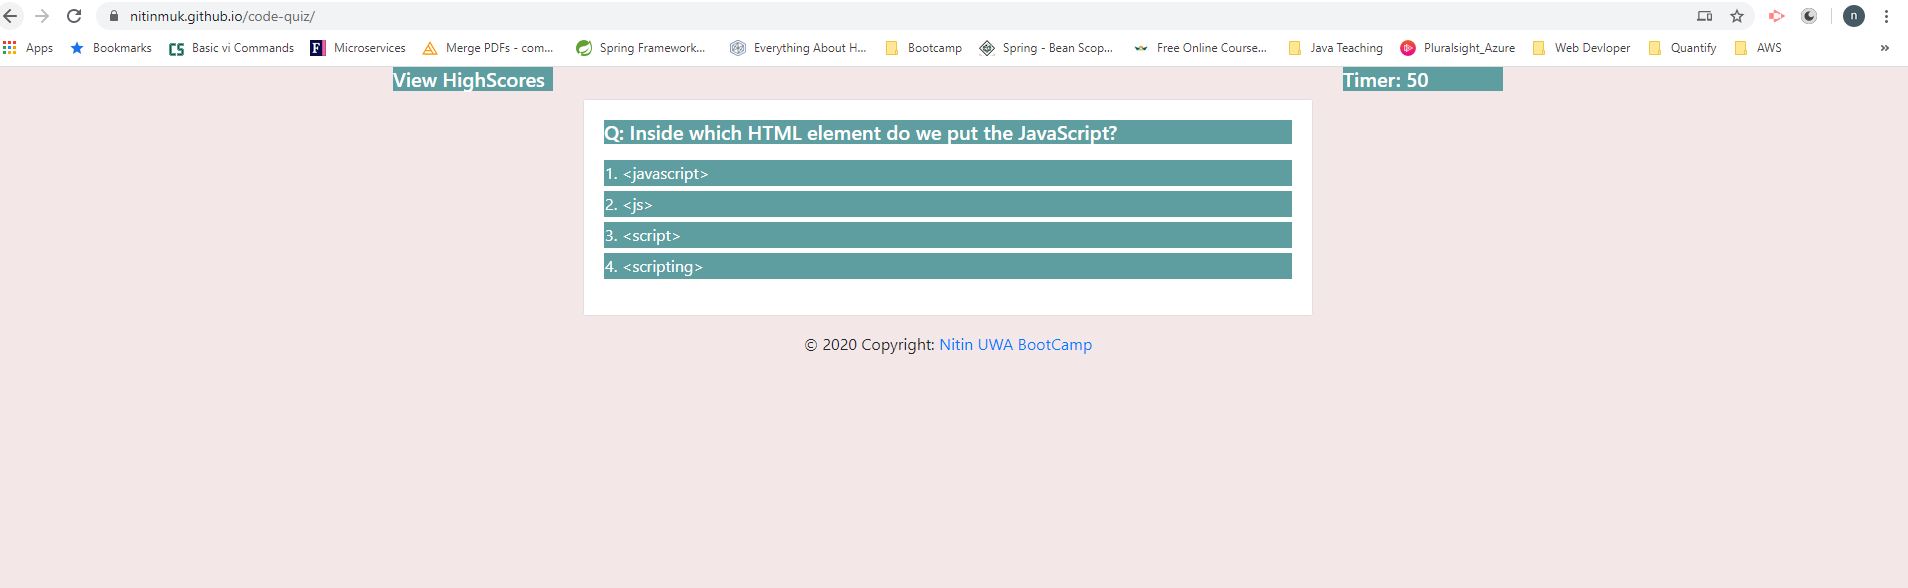 nitinmuk.github.io/code-quiz/
n
Apps Bookmarks CS Basic vi Commands F Microservices Merge PDFs - com... Spring Framework... Everything About H... Bootcamp Spring - Bean Scop... Free Online Course... Java Teaching Pluralsight_Azure Web Devloper Quantify AWS »
View HighScores Timer: 50
Q: Inside which HTML element do we put the JavaScript?
1. <javascript>
2. <js>
3. <script>
4. <scripting>
© 2020 Copyright: Nitin UWA BootCamp